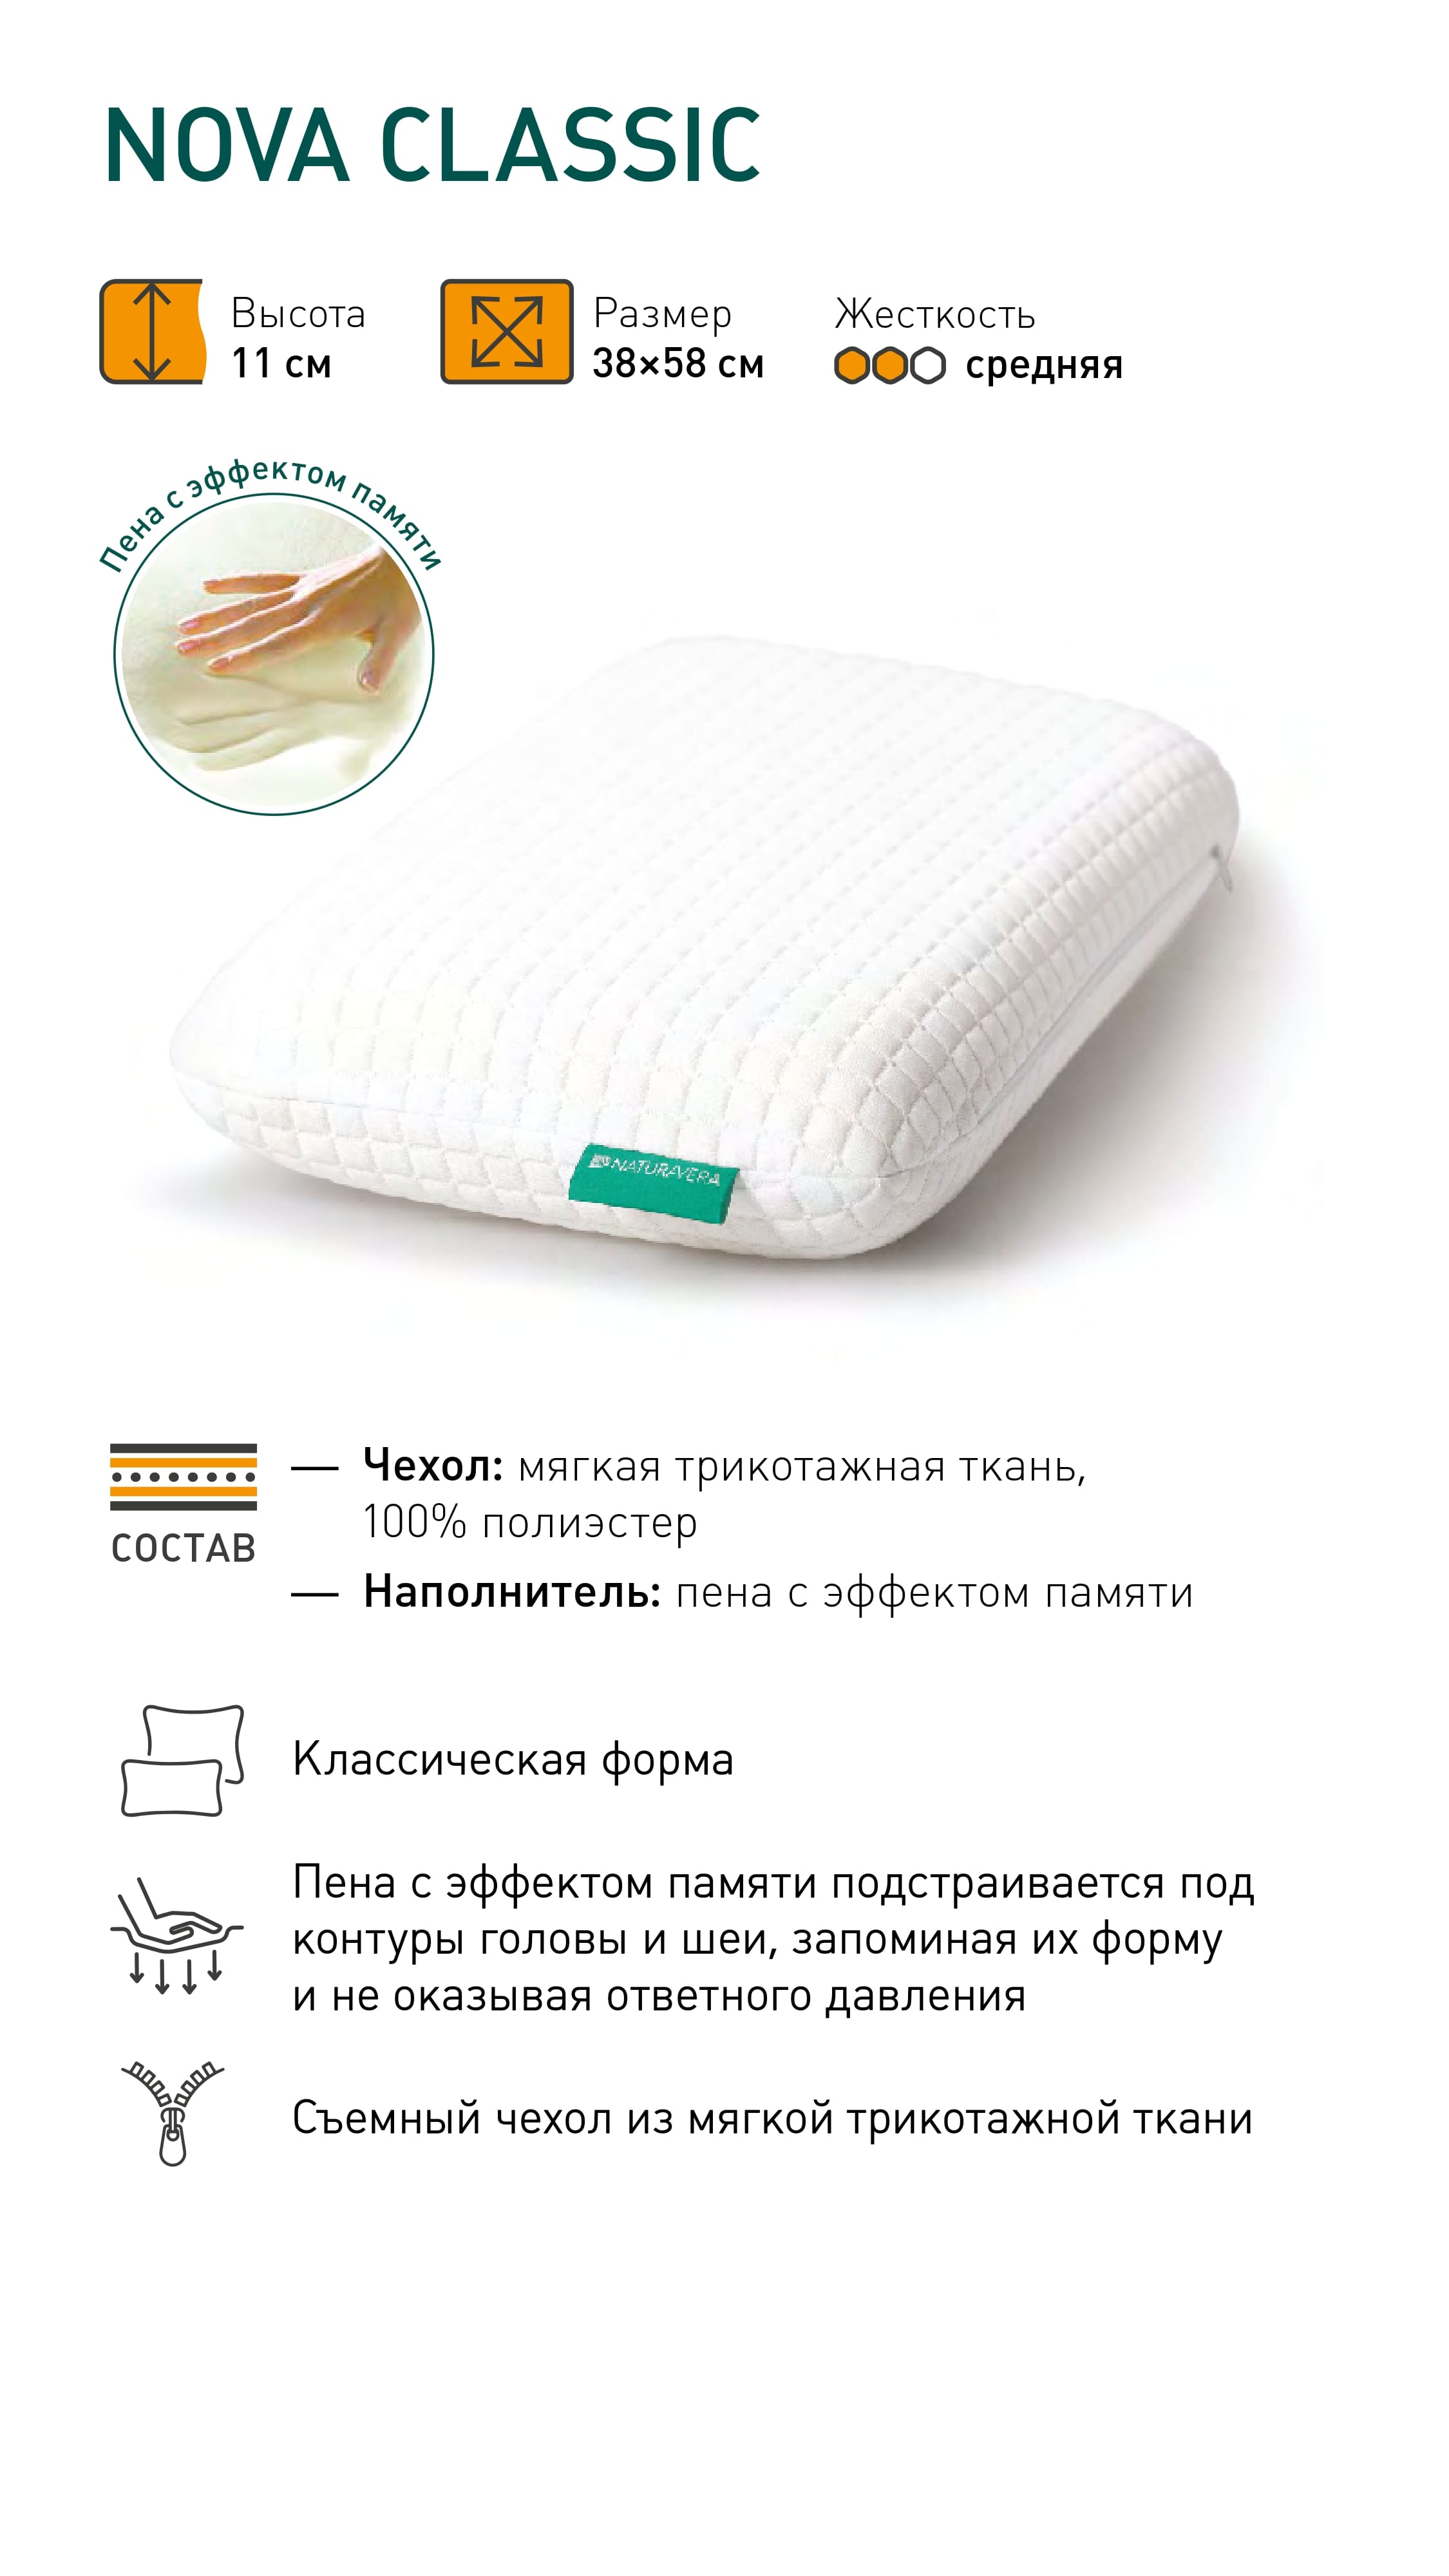 NOVA CLASSIC
Высота
11 см
Размер
38×58 см
Жесткость
средняя
Пена с эффектом памяти
NATURA VERA
— Чехол: мягкая трикотажная ткань,
100% полиэстер
СОСТАВ
— Наполнитель: пена с эффектом памяти
Классическая форма
Пена с эффектом памяти подстраивается под
контуры головы и шеи, запоминая их форму
и не оказывая ответного давления
Съемный чехол из мягкой трикотажной ткани